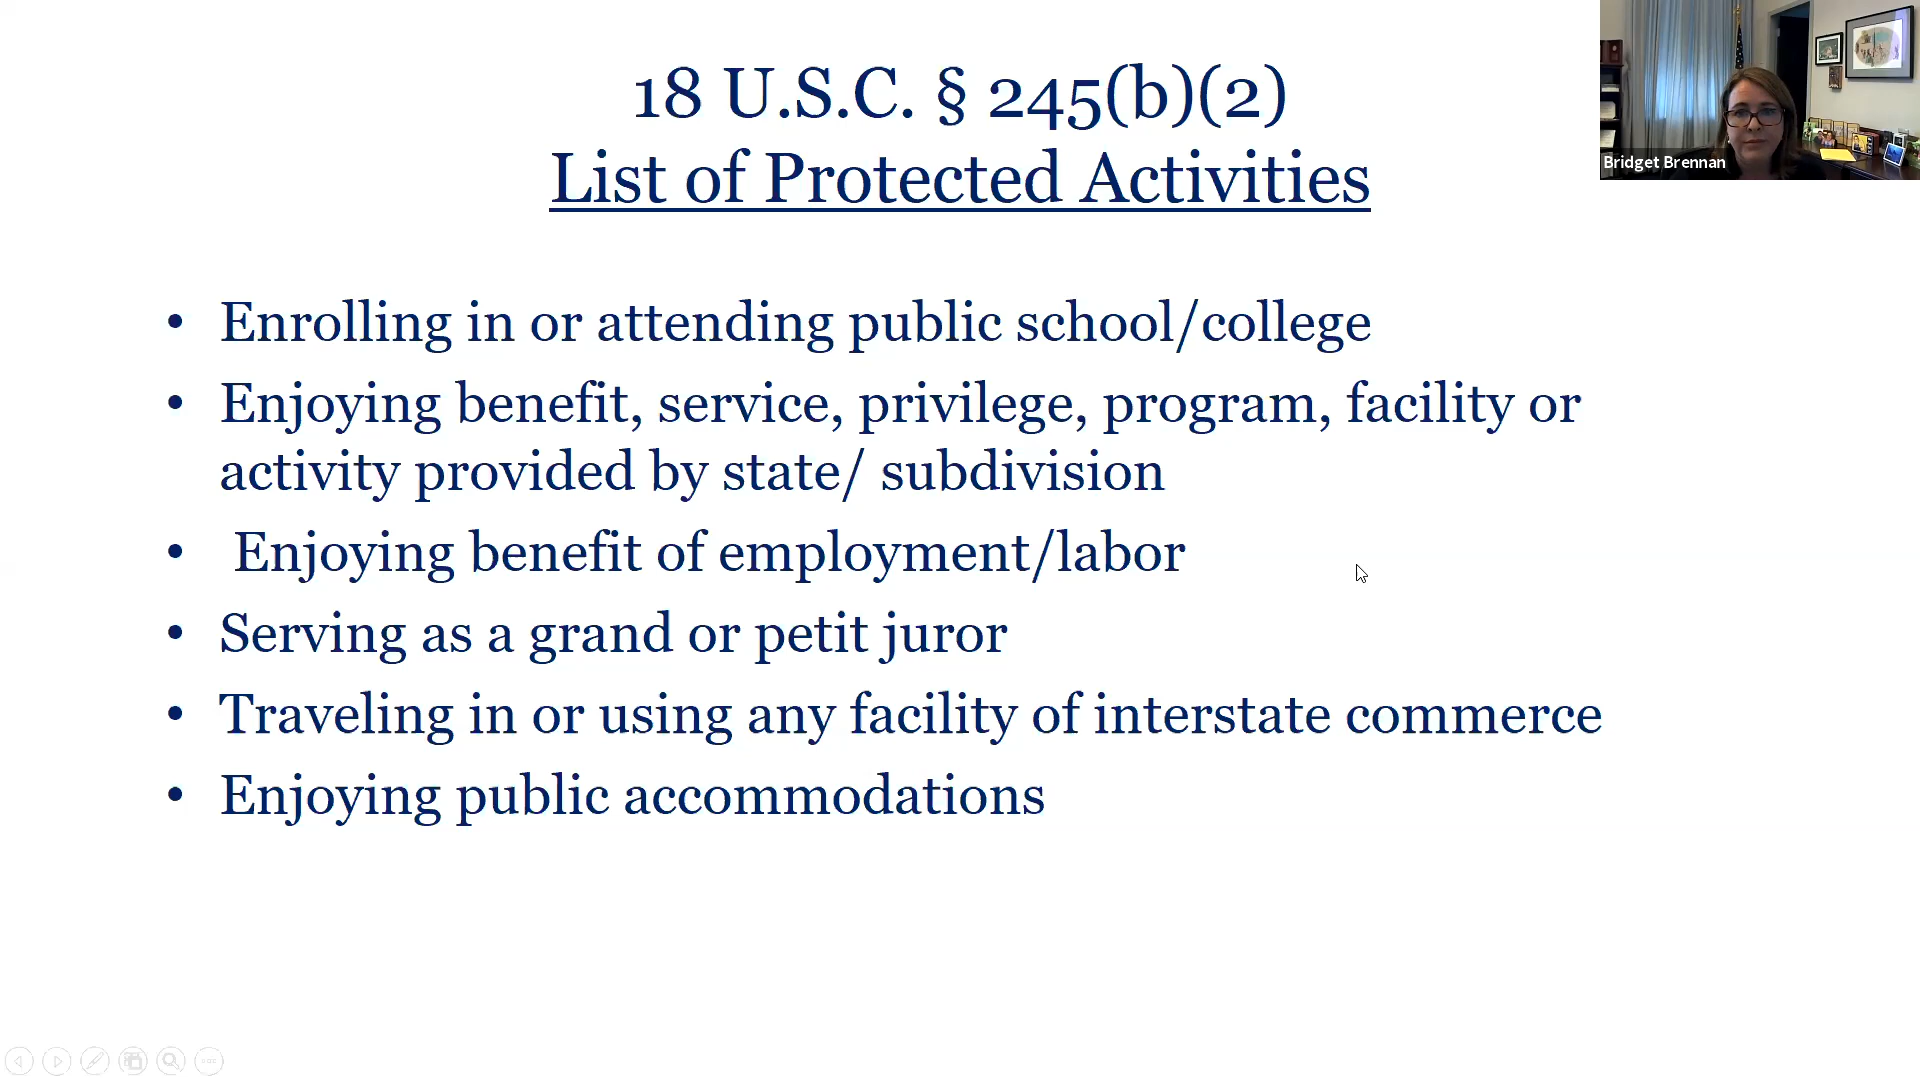 18 U.S.C. § 245(b)(2)
List of Protected Activities
Bridget Brennan
• Enrolling in or attending public school/college
• Enjoying benefit, service, privilege, program, facility or
activity provided by state/ subdivision
• Enjoying benefit of employment/labor
• Serving as a grand or petit juror
• Traveling in or using any facility of interstate commerce
• Enjoying public accommodations